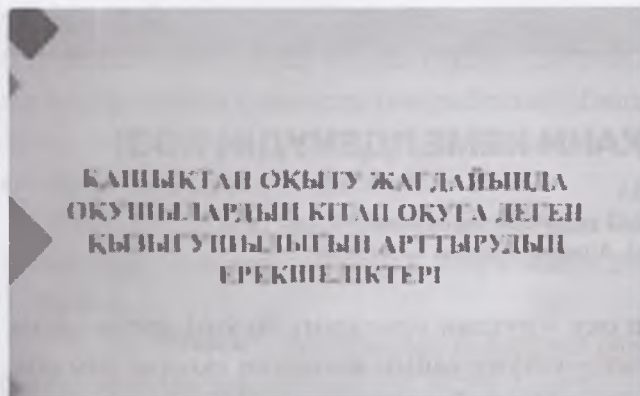 ҚАШЫҚТАН ОҚЫТУ ЖАҒДАЙЫНДА
ОҚУШЫЛАРДЫҢ КІТАП ОҚУҒА ДЕГЕН
ҚЫЗЫҒУШЫЛЫҒЫН АРТТЫРУДЫҢ
ЕРЕКШЕЛІКТЕРІ